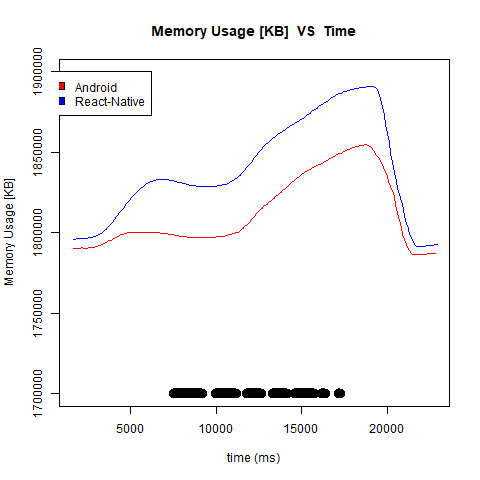 Memory Usage [KB]  VS  Time
Android
React-Native
Memory Usage [KB]
1900000
1850000
1800000
1750000
1700000
5000 10000 15000 20000
time (ms)